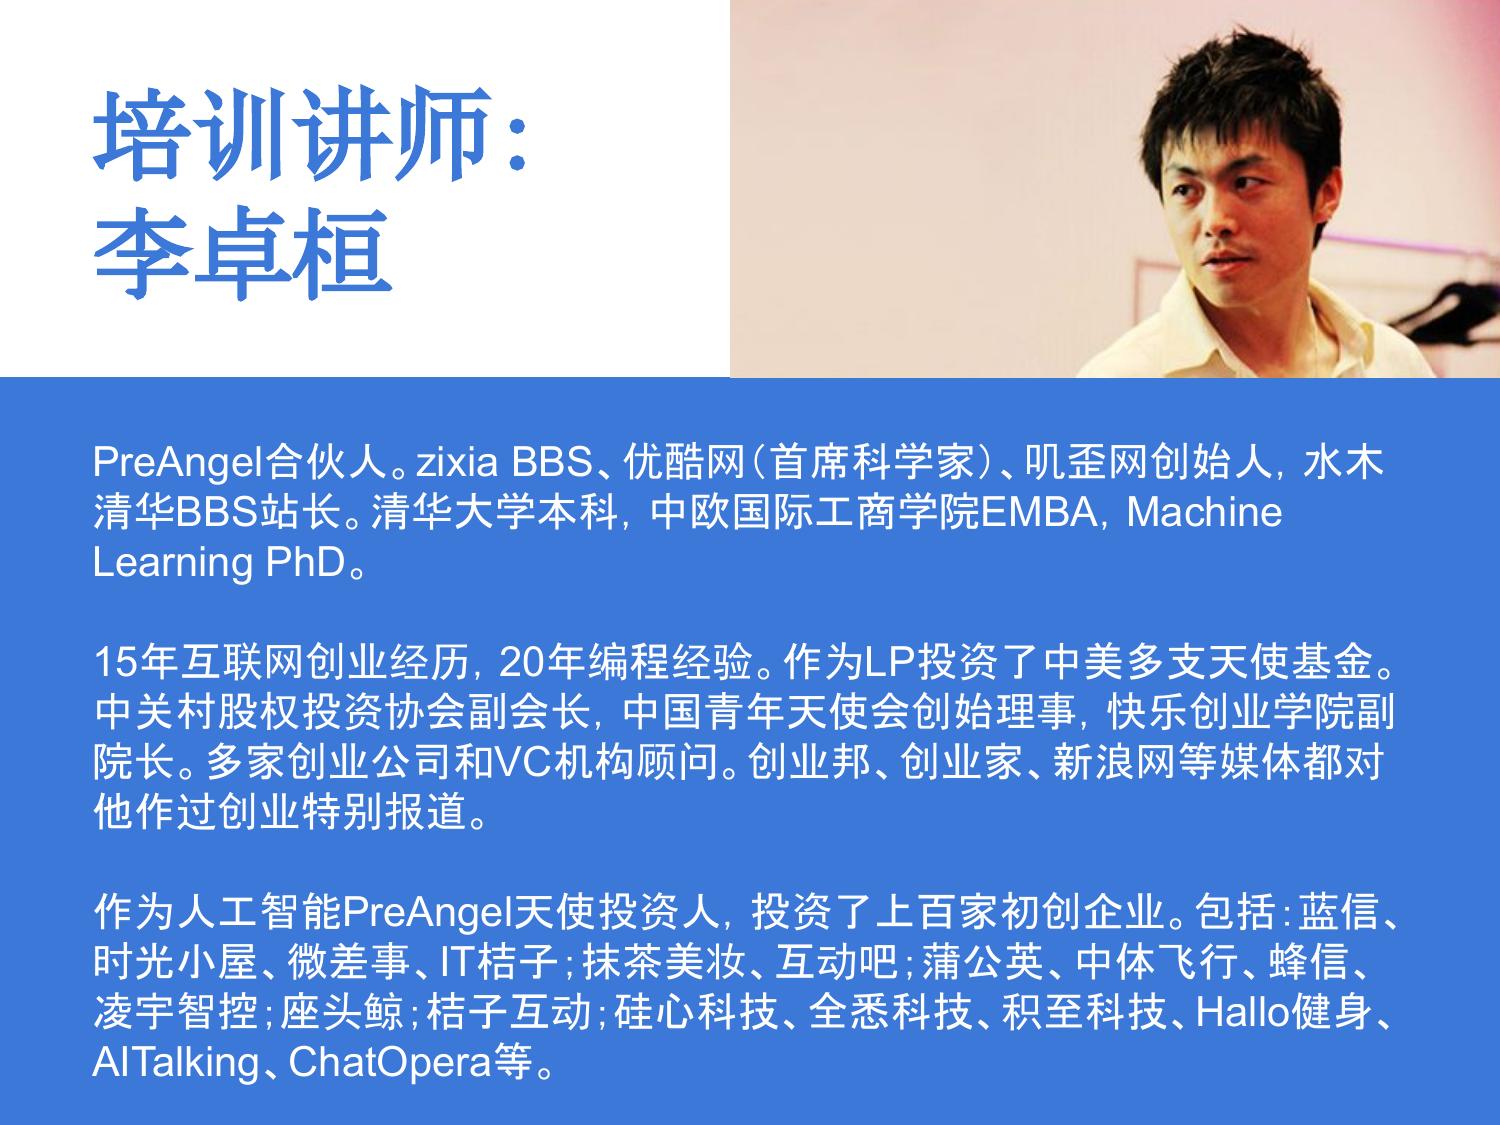 培训讲师：
李卓桓
PreAngel合伙人。zixia BBS、优酷网（首席科学家）、叽歪网创始人，水木
清华BBS站长。清华大学本科，中欧国际工商学院EMBA，Machine
Learning PhD。
15年互联网创业经历，20年编程经验。作为LP投资了中美多支天使基金。
中关村股权投资协会副会长，中国青年天使会创始理事，快乐创业学院副
院长。多家创业公司和VC机构顾问。创业邦、创业家、新浪网等媒体都对
他作过创业特别报道。
作为人工智能PreAngel天使投资人，投资了上百家初创企业。包括：蓝信、
时光小屋、微差事、IT桔子；抹茶美妆、互动吧；蒲公英、中体飞行、蜂信、
凌宇智控；座头鲸；桔子互动；硅心科技、全悉科技、积至科技、Hallo健身、
AITalking、ChatOpera等。